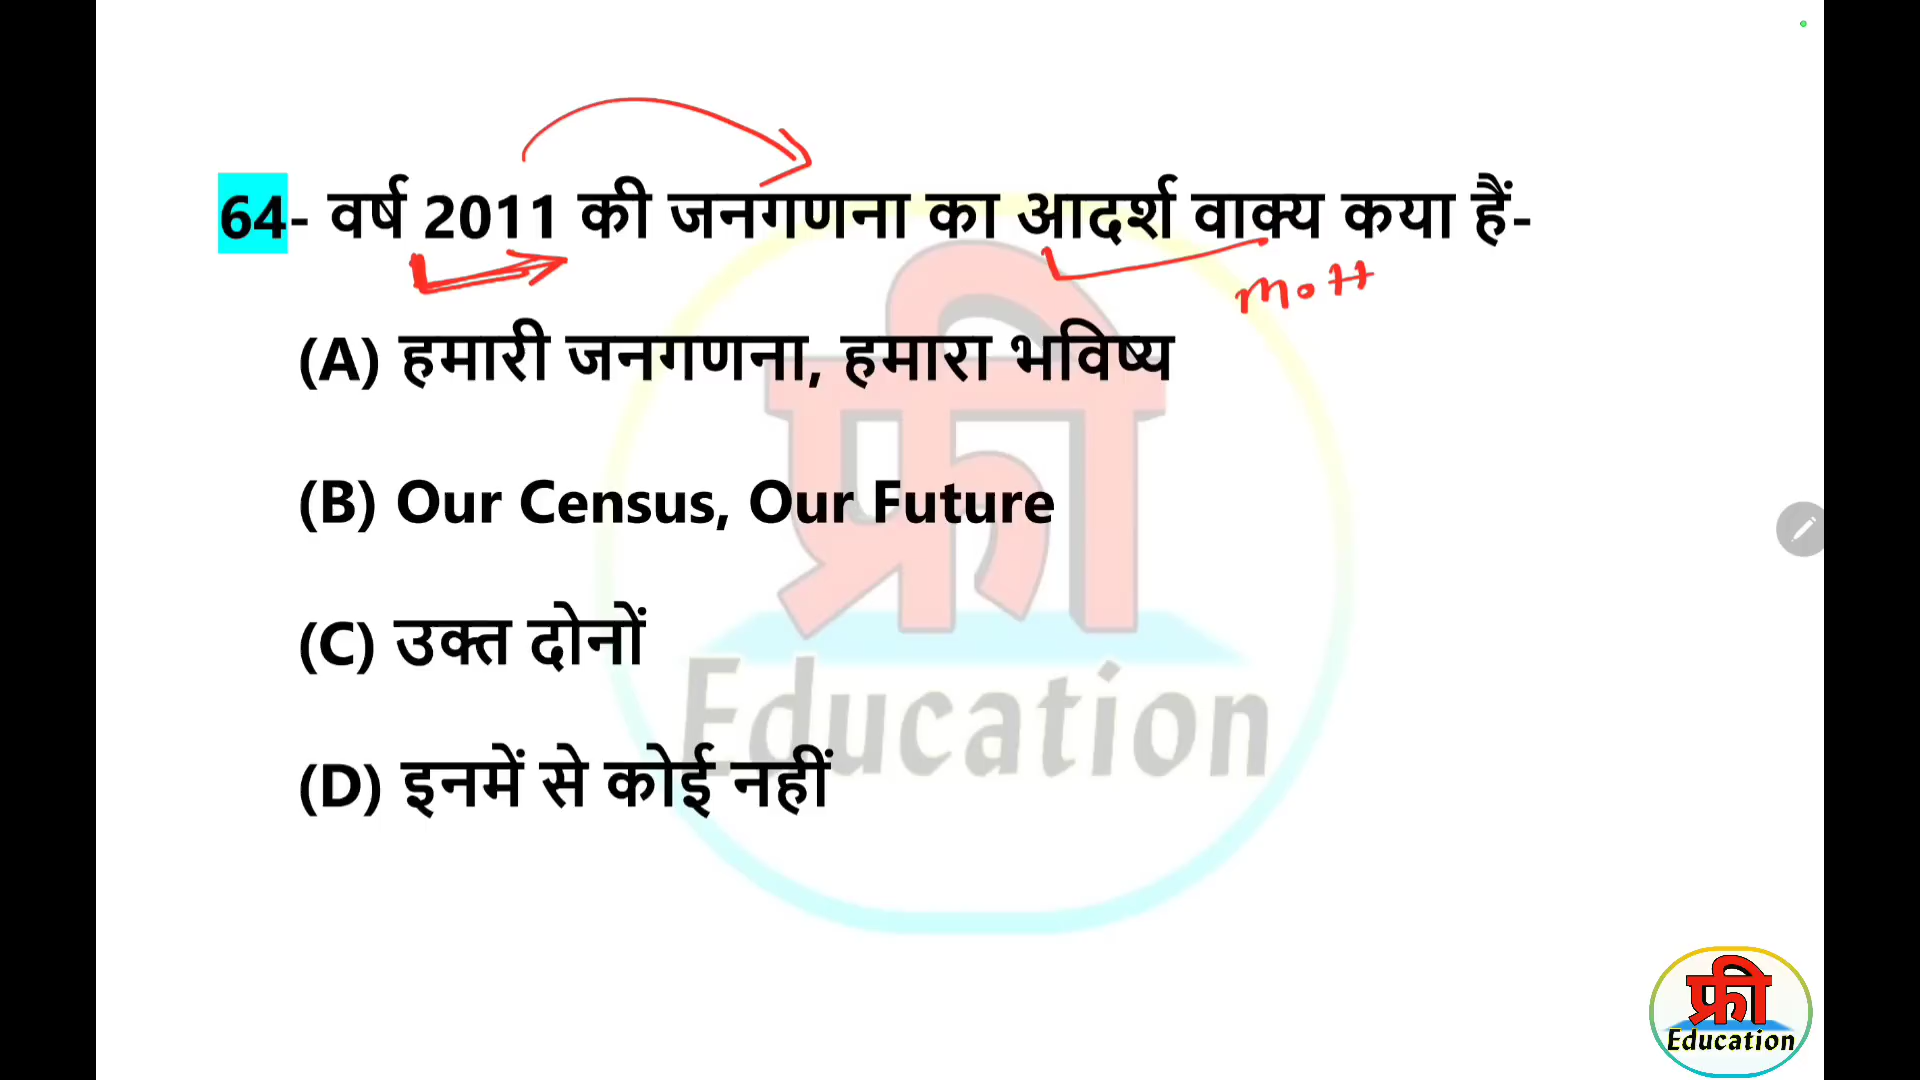 64- वर्ष 2011 की जनगणना का आदर्श वाक्य कया हैं-
mott
(A) हमारी जनगणना, हमारा भविष्य
(B) Our Census, Our Future
(C) उक्त दोनों
(D) इनमें से कोई नहीं
फ्री
Education
फ्री
Education